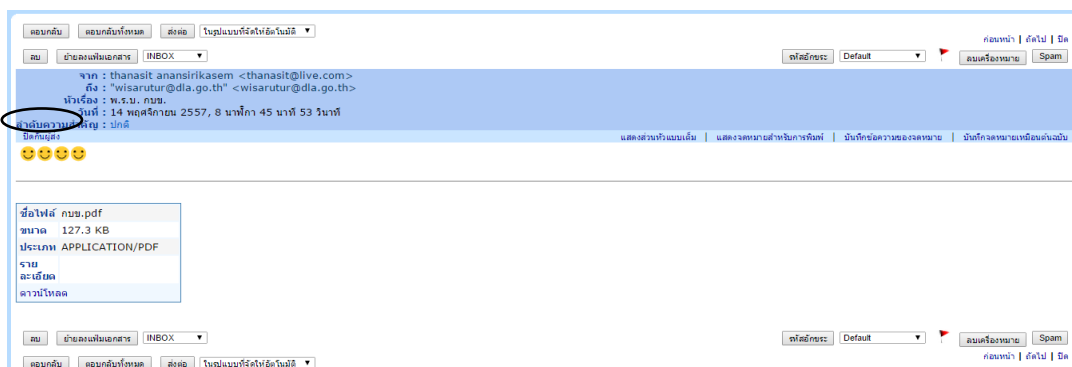 ตอบกลับ ตอบกลับทั้งหมด ส่งต่อ ในรูปแบบที่จัดให้อัตโนมัติ
ก่อนหน้า | ถัดไป | ปิด
ลบ ย้ายลงแฟ้มเอกสาร INBOX รหัสอักขระ Default ลบเครื่องหมาย Spam
จาก : thanasit anansirikasem <thanasit@live.com>
ถึง : "wisarutur@dla.go.th" <wisarutur@dla.go.th>
หัวเรื่อง : พ.ร.บ. กบข.
วันที่ : 14 พฤศจิกายน 2557, 8 นาฬิกา 45 นาที 53 วินาที
ลำดับความสำคัญ : ปกติ
ปิดกั้นผู้ส่ง แสดงส่วนหัวแบบเต็ม | แสดงจดหมายสำหรับการพิมพ์ | บันทึกข้อความของจดหมาย | บันทึกจดหมายเหมือนต้นฉบับ
ชื่อไฟล์ กบข.pdf
ขนาด 127.3 KB
ประเภท APPLICATION/PDF
ราย
ละเอียด
ดาวน์โหลด
ลบ ย้ายลงแฟ้มเอกสาร INBOX รหัสอักขระ Default ลบเครื่องหมาย Spam
ก่อนหน้า | ถัดไป | ปิด
ตอบกลับ ตอบกลับทั้งหมด ส่งต่อ ในรูปแบบที่จัดให้อัตโนมัติ